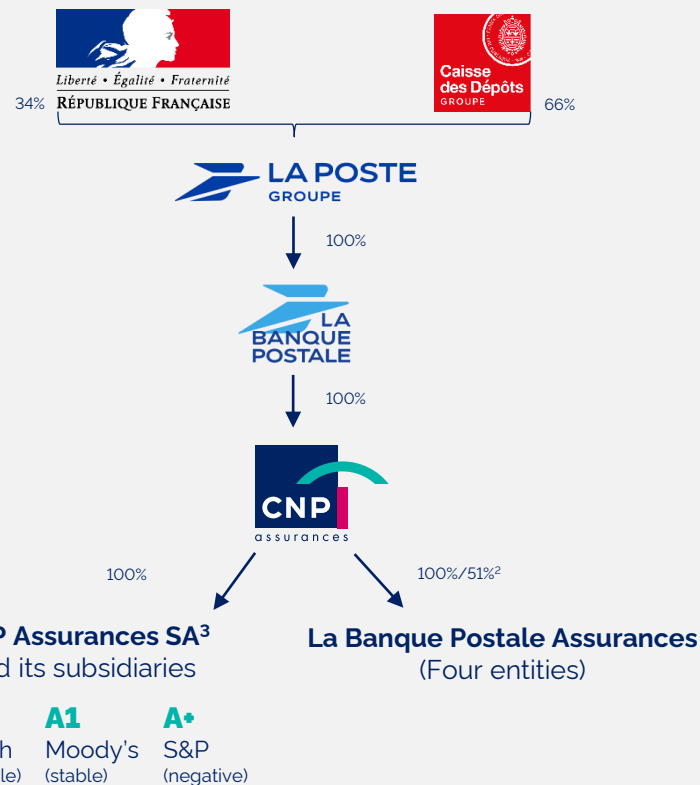 Liberté • Égalité • Fraternité
RÉPUBLIQUE FRANÇAISE
34%
Caisse
des Dépôts
GROUPE
66%
LA POSTE
GROUPE
100%
LA
BANQUE
POSTALE
100%
CNP
assurances
100%
100%/51%²
P Assurances SA³
d its subsidiaries
La Banque Postale Assurances
(Four entities)
A1
A+
h
Moody's
S&P
le)
(stable)
(negative)